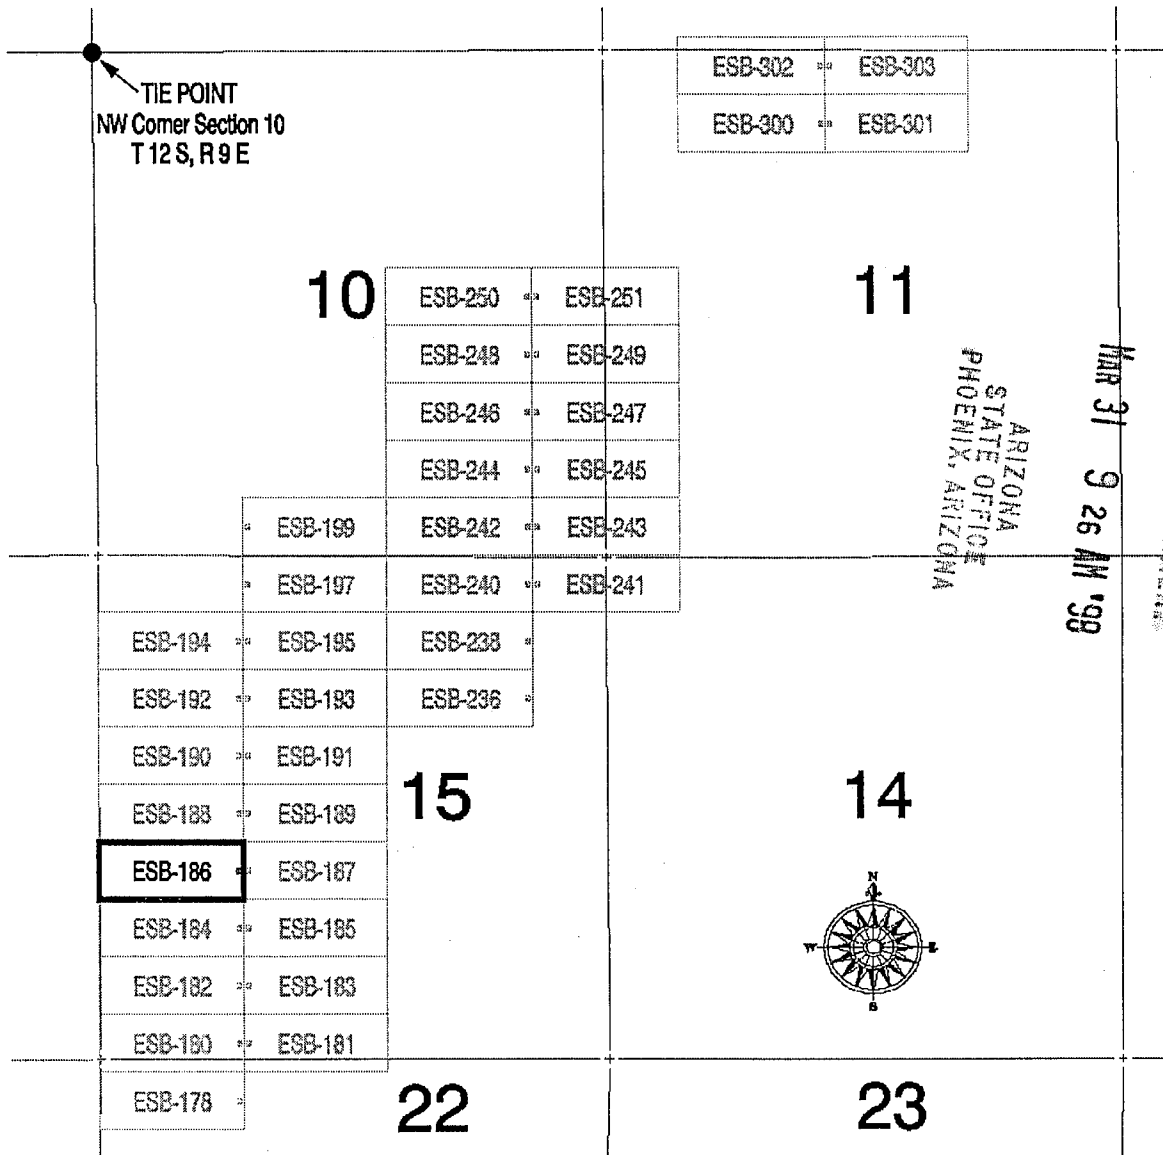 TIE POINT
NW Corner Section 10
T 12 S, R 9 E
ESB-302 ESB-303
ESB-300 ESB-301
10
11
ESB-250 ESB-251
ESB-248 ESB-249
ESB-246 ESB-247
ESB-244 ESB-245
ESB-199 ESB-242 ESB-243
ESB-197 ESB-240 ESB-241
ESB-194 ESB-195 ESB-238
ESB-192 ESB-193 ESB-236
ESB-190 ESB-191
ESB-188 ESB-189
ESB-186 ESB-187
ESB-184 ESB-185
ESB-182 ESB-183
ESB-180 ESB-181
ESB-178
15
14
22
23
N
W
E
S
MAR 31 9 26 AM
ARIZONA
STATE OFFICE
PHOENIX, ARIZONA